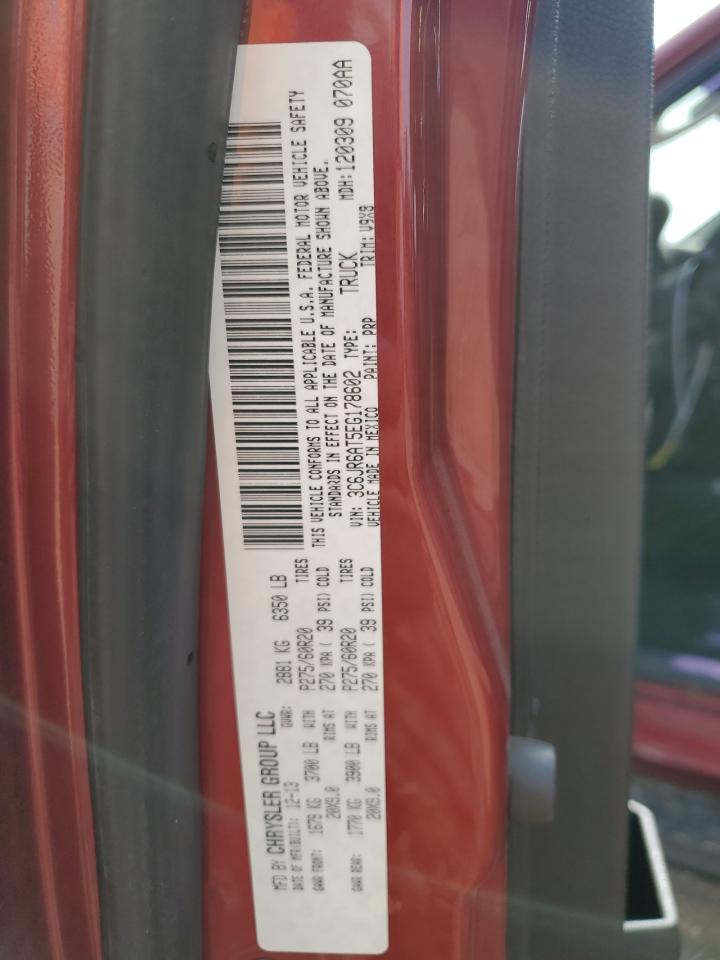 MFD BY CHRYSLER GROUP LLC
DATE OF MFR(BUILT): 12-13 GVWR: 2881 KG 6350 LB
GAWR FRONT: 1679 KG 3700 LB WITH P275/60R20 TIRES
20X9.0 RIMS AT 270 KPA ( 39 PSI) COLD
GAWR REAR: 1770 KG 3900 LB WITH P275/60R20 TIRES
20X9.0 RIMS AT 270 KPA ( 39 PSI) COLD
THIS VEHICLE CONFORMS TO ALL APPLICABLE U.S.A. FEDERAL MOTOR VEHICLE SAFETY
STANDARDS IN EFFECT ON THE DATE OF MANUFACTURE SHOWN ABOVE.
VIN: 3C6JR6AT5EG178602 TYPE: TRUCK MDH: 120309 070AA
VEHICLE MADE IN MEXICO PAINT: PRP TRIM: V9X8